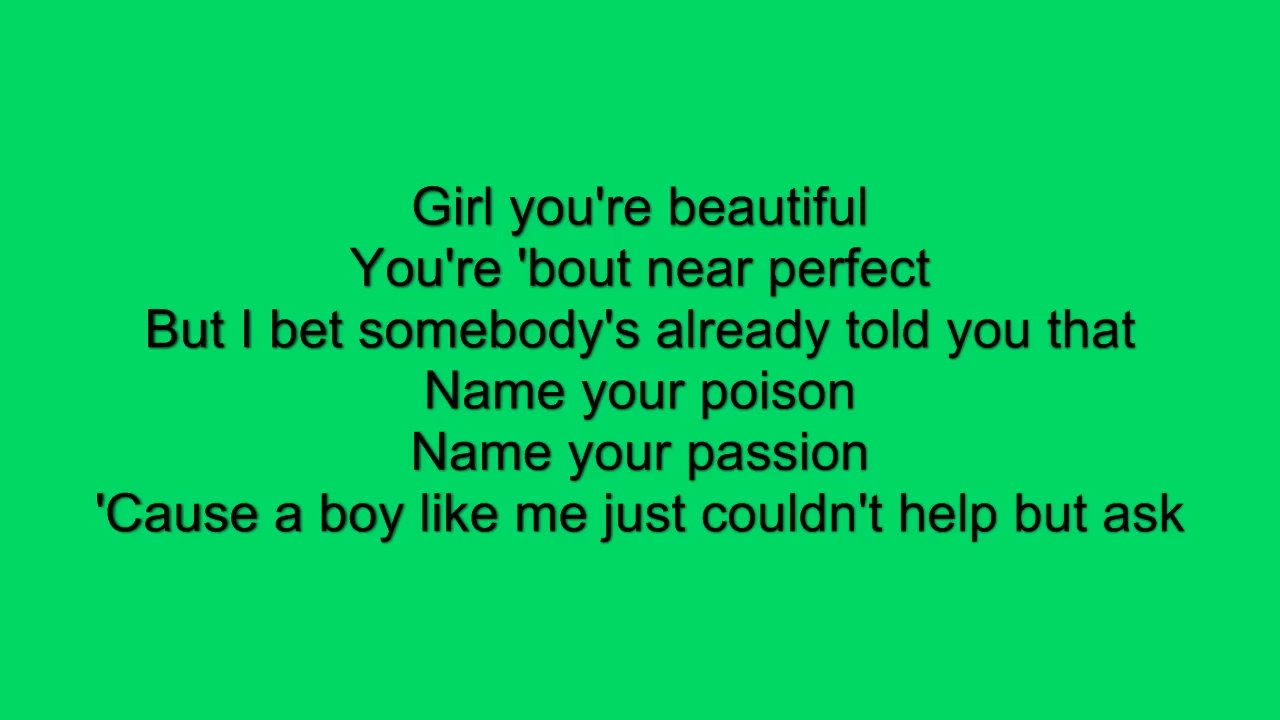 Girl you're beautiful
You're 'bout near perfect
But I bet somebody's already told you that
Name your poison
Name your passion
'Cause a boy like me just couldn't help but ask